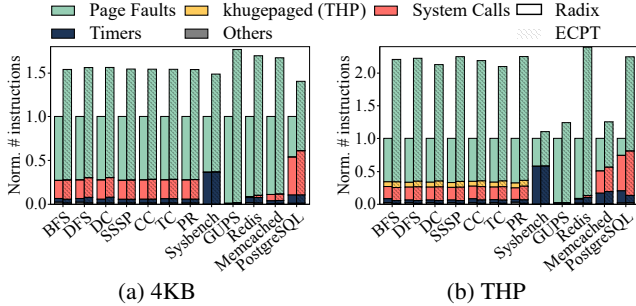 Page Faults khugepaged (THP) System Calls Radix
Timers Others ECPT
Norm. # instructions
1.5
1.0
0.5
0.0
BFS DFS DC SSSP CC TC PR Sysbench GUPS Redis Memcached PostgreSQL
(a) 4KB
Norm. # instructions
2.0
1.5
1.0
0.5
0.0
BFS DFS DC SSSP CC TC PR Sysbench GUPS Redis Memcached PostgreSQL
(b) THP